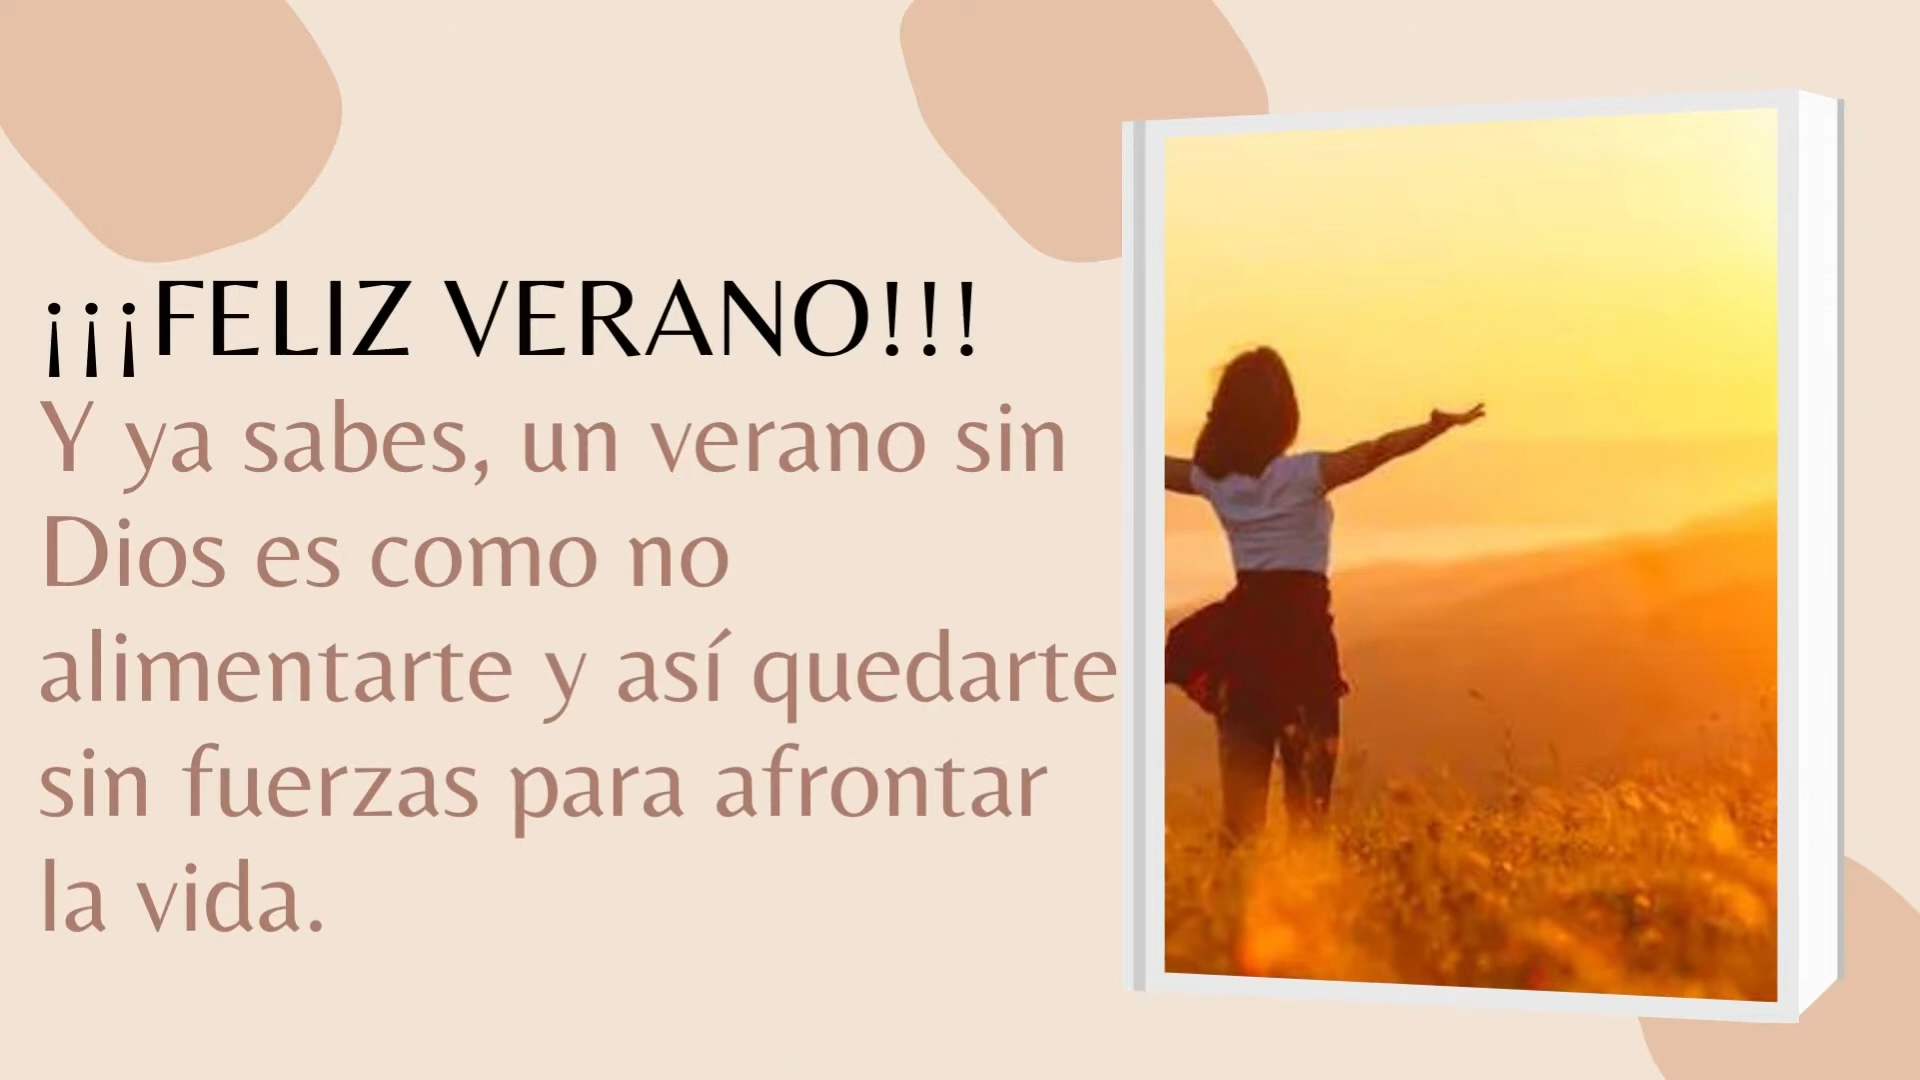 ¡¡¡FELIZ VERANO!!!
Y ya sabes, un verano sin
Dios es como no
alimentarte y así quedarte
sin fuerzas para afrontar
la vida.